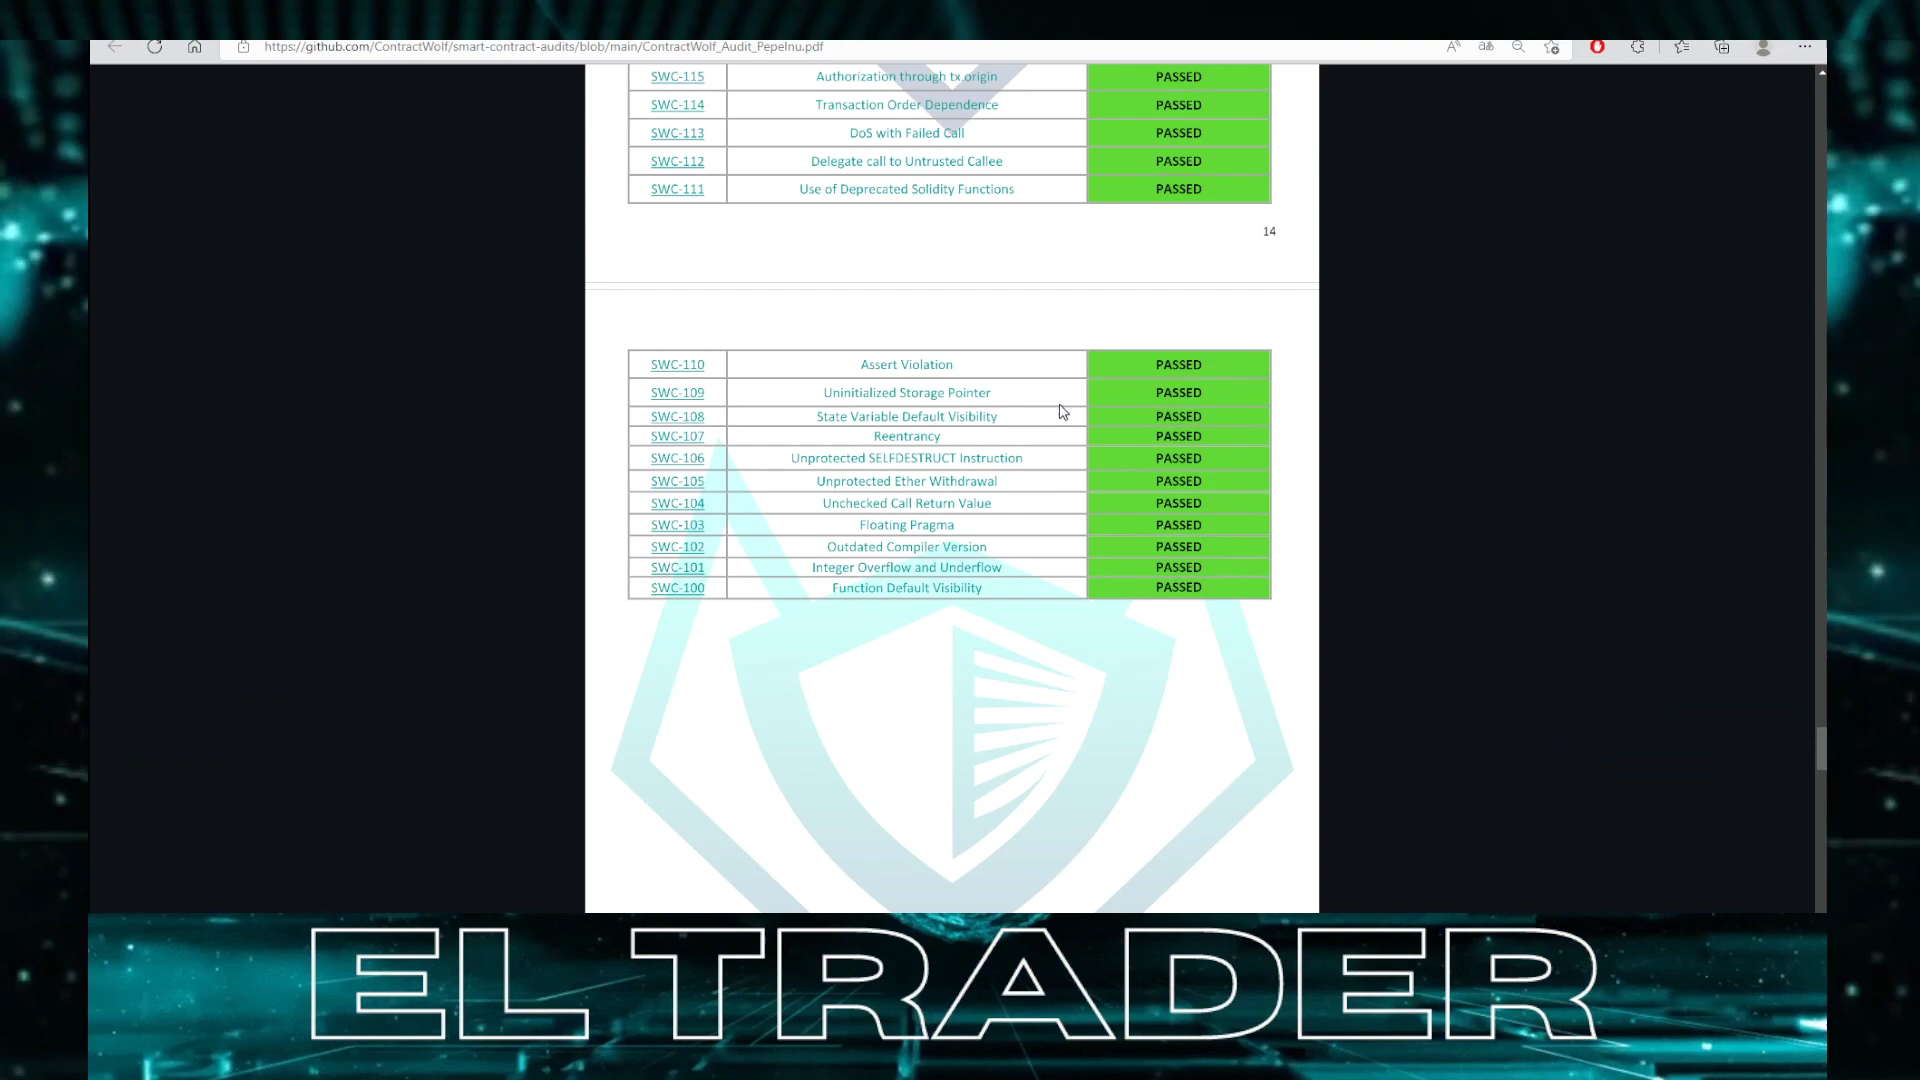 https://github.com/ContractWolf/smart-contract-audits/blob/main/ContractWolf_Audit_PepeInu.pdf
SWC-115 Authorization through tx.origin PASSED
SWC-114 Transaction Order Dependence PASSED
SWC-113 DoS with Failed Call PASSED
SWC-112 Delegate call to Untrusted Callee PASSED
SWC-111 Use of Deprecated Solidity Functions PASSED
14
SWC-110 Assert Violation PASSED
SWC-109 Uninitialized Storage Pointer PASSED
SWC-108 State Variable Default Visibility PASSED
SWC-107 Reentrancy PASSED
SWC-106 Unprotected SELFDESTRUCT Instruction PASSED
SWC-105 Unprotected Ether Withdrawal PASSED
SWC-104 Unchecked Call Return Value PASSED
SWC-103 Floating Pragma PASSED
SWC-102 Outdated Compiler Version PASSED
SWC-101 Integer Overflow and Underflow PASSED
SWC-100 Function Default Visibility PASSED
EL TRADER